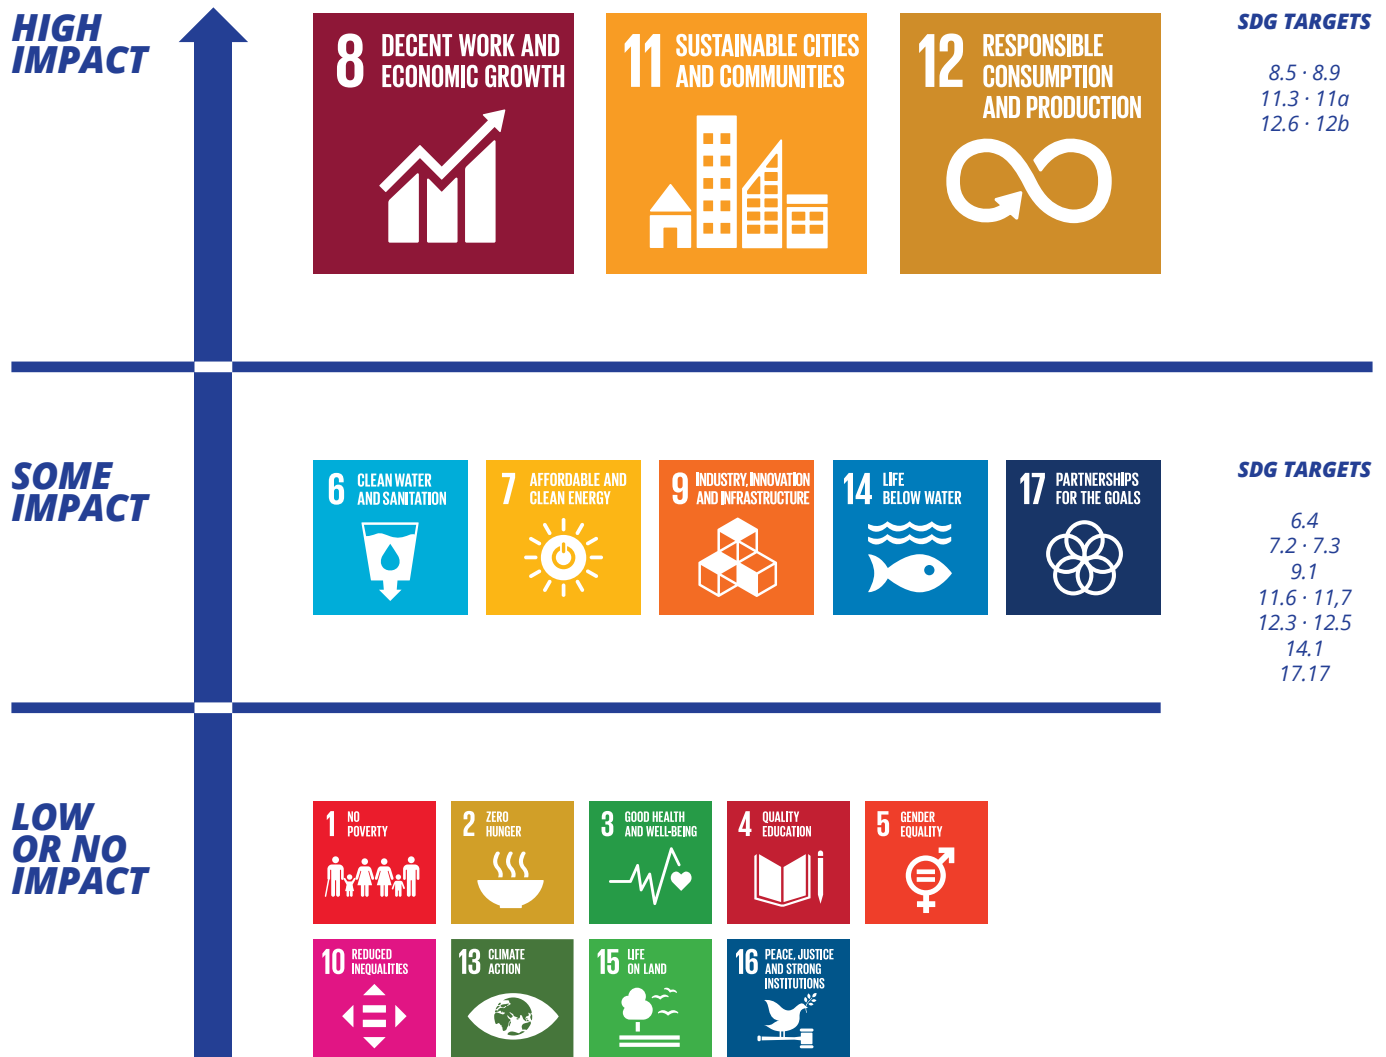 HIGH
IMPACT
8 DECENT WORK AND
ECONOMIC GROWTH
11 SUSTAINABLE CITIES
AND COMMUNITIES
12 RESPONSIBLE
CONSUMPTION
AND PRODUCTION
SDG TARGETS
8.5 · 8.9
11.3 · 11a
12.6 · 12b
SOME
IMPACT
6 CLEAN WATER
AND SANITATION
7 AFFORDABLE AND
CLEAN ENERGY
9 INDUSTRY, INNOVATION
AND INFRASTRUCTURE
14 LIFE
BELOW WATER
17 PARTNERSHIPS
FOR THE GOALS
SDG TARGETS
6.4
7.2 · 7.3
9.1
11.6 · 11,7
12.3 · 12.5
14.1
17.17
LOW
OR NO
IMPACT
1 NO
POVERTY
2 ZERO
HUNGER
3 GOOD HEALTH
AND WELL-BEING
4 QUALITY
EDUCATION
5 GENDER
EQUALITY
10 REDUCED
INEQUALITIES
13 CLIMATE
ACTION
15 LIFE
ON LAND
16 PEACE, JUSTICE
AND STRONG
INSTITUTIONS